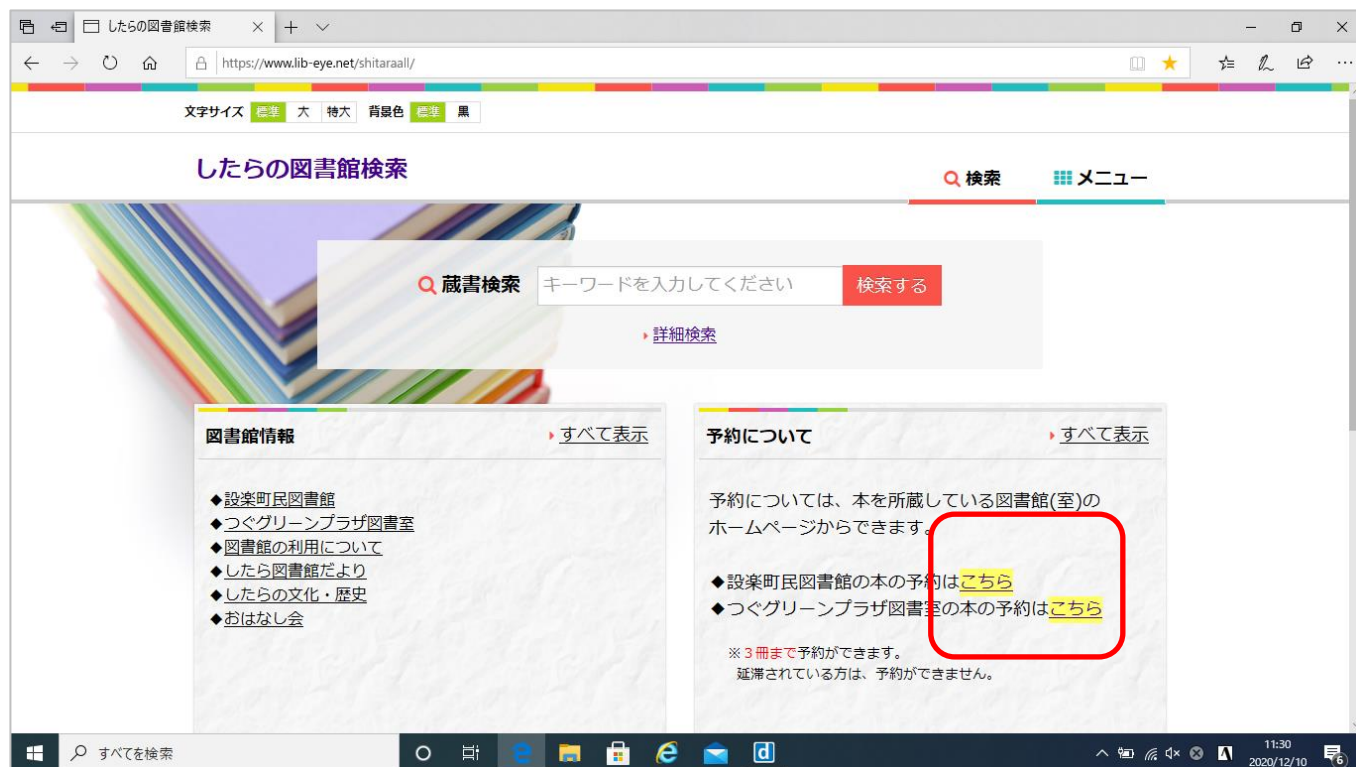 したらの図書館検索
https://www.lib-eye.net/shitaraall/
文字サイズ 標準 大 特大 背景色 標準 黒
したらの図書館検索
検索 メニュー
蔵書検索 キーワードを入力してください 検索する
詳細検索
図書館情報 すべて表示
◆設楽町民図書館
◆つぐグリーンプラザ図書室
◆図書館の利用について
◆したら図書館だより
◆したらの文化・歴史
◆おはなし会
予約について すべて表示
予約については、本を所蔵している図書館(室)の
ホームページからできます。
◆設楽町民図書館の本の予約はこちら
◆つぐグリーンプラザ図書室の本の予約はこちら
※３冊まで予約ができます。
延滞されている方は、予約ができません。
すべてを検索
11:30
2020/12/10
6